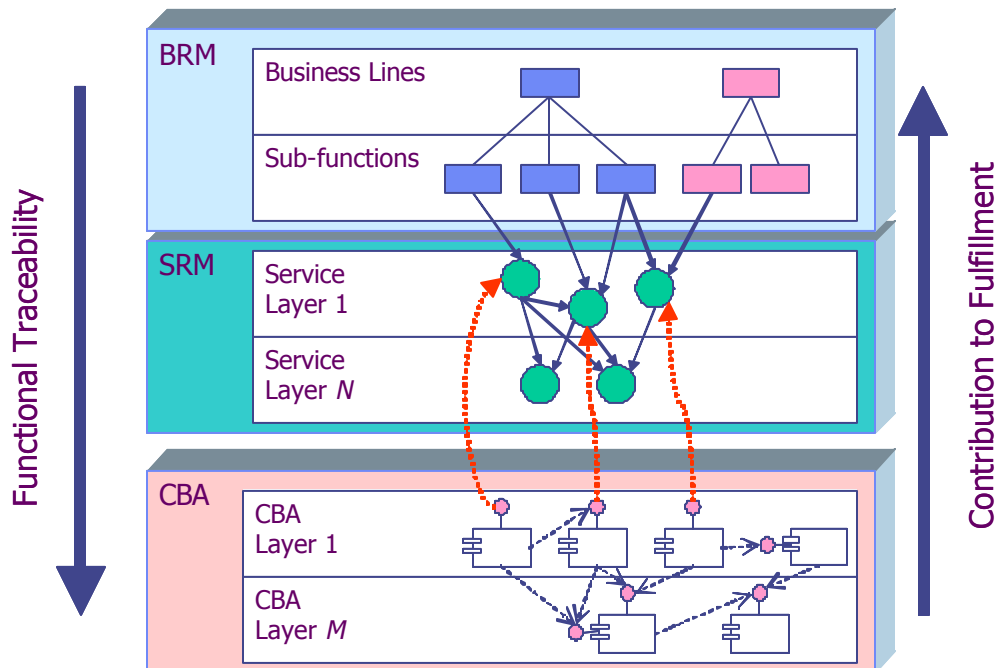 BRM
Business Lines
Sub-functions
SRM
Service
Layer 1
Service
Layer N
CBA
CBA
Layer 1
CBA
Layer M
Functional Traceability
Contribution to Fulfillment